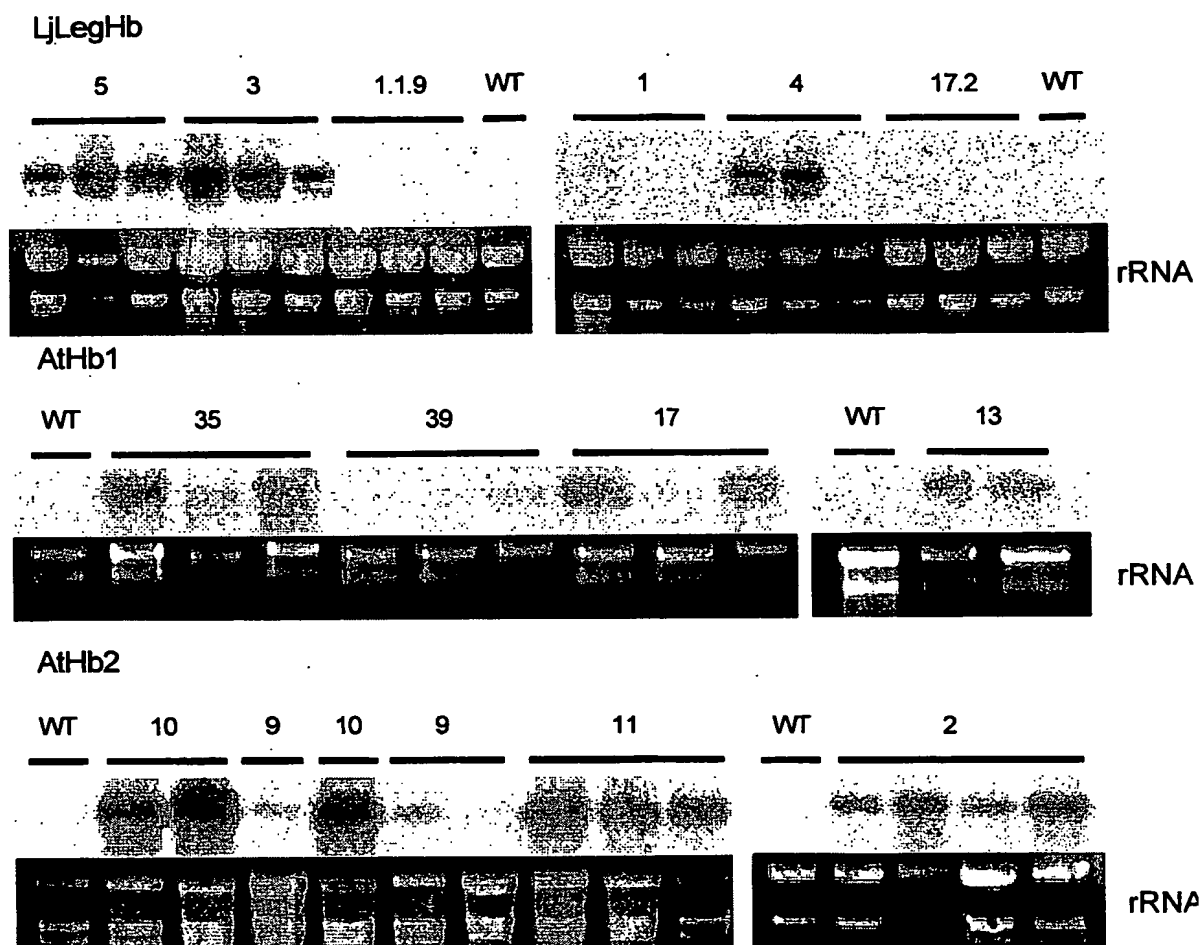 LjLegHb
5 3 1.1.9 WT 1 4 17.2 WT
rRNA
AtHb1
WT 35 39 17 WT 13
rRNA
AtHb2
WT 10 9 10 9 11 WT 2
rRNA